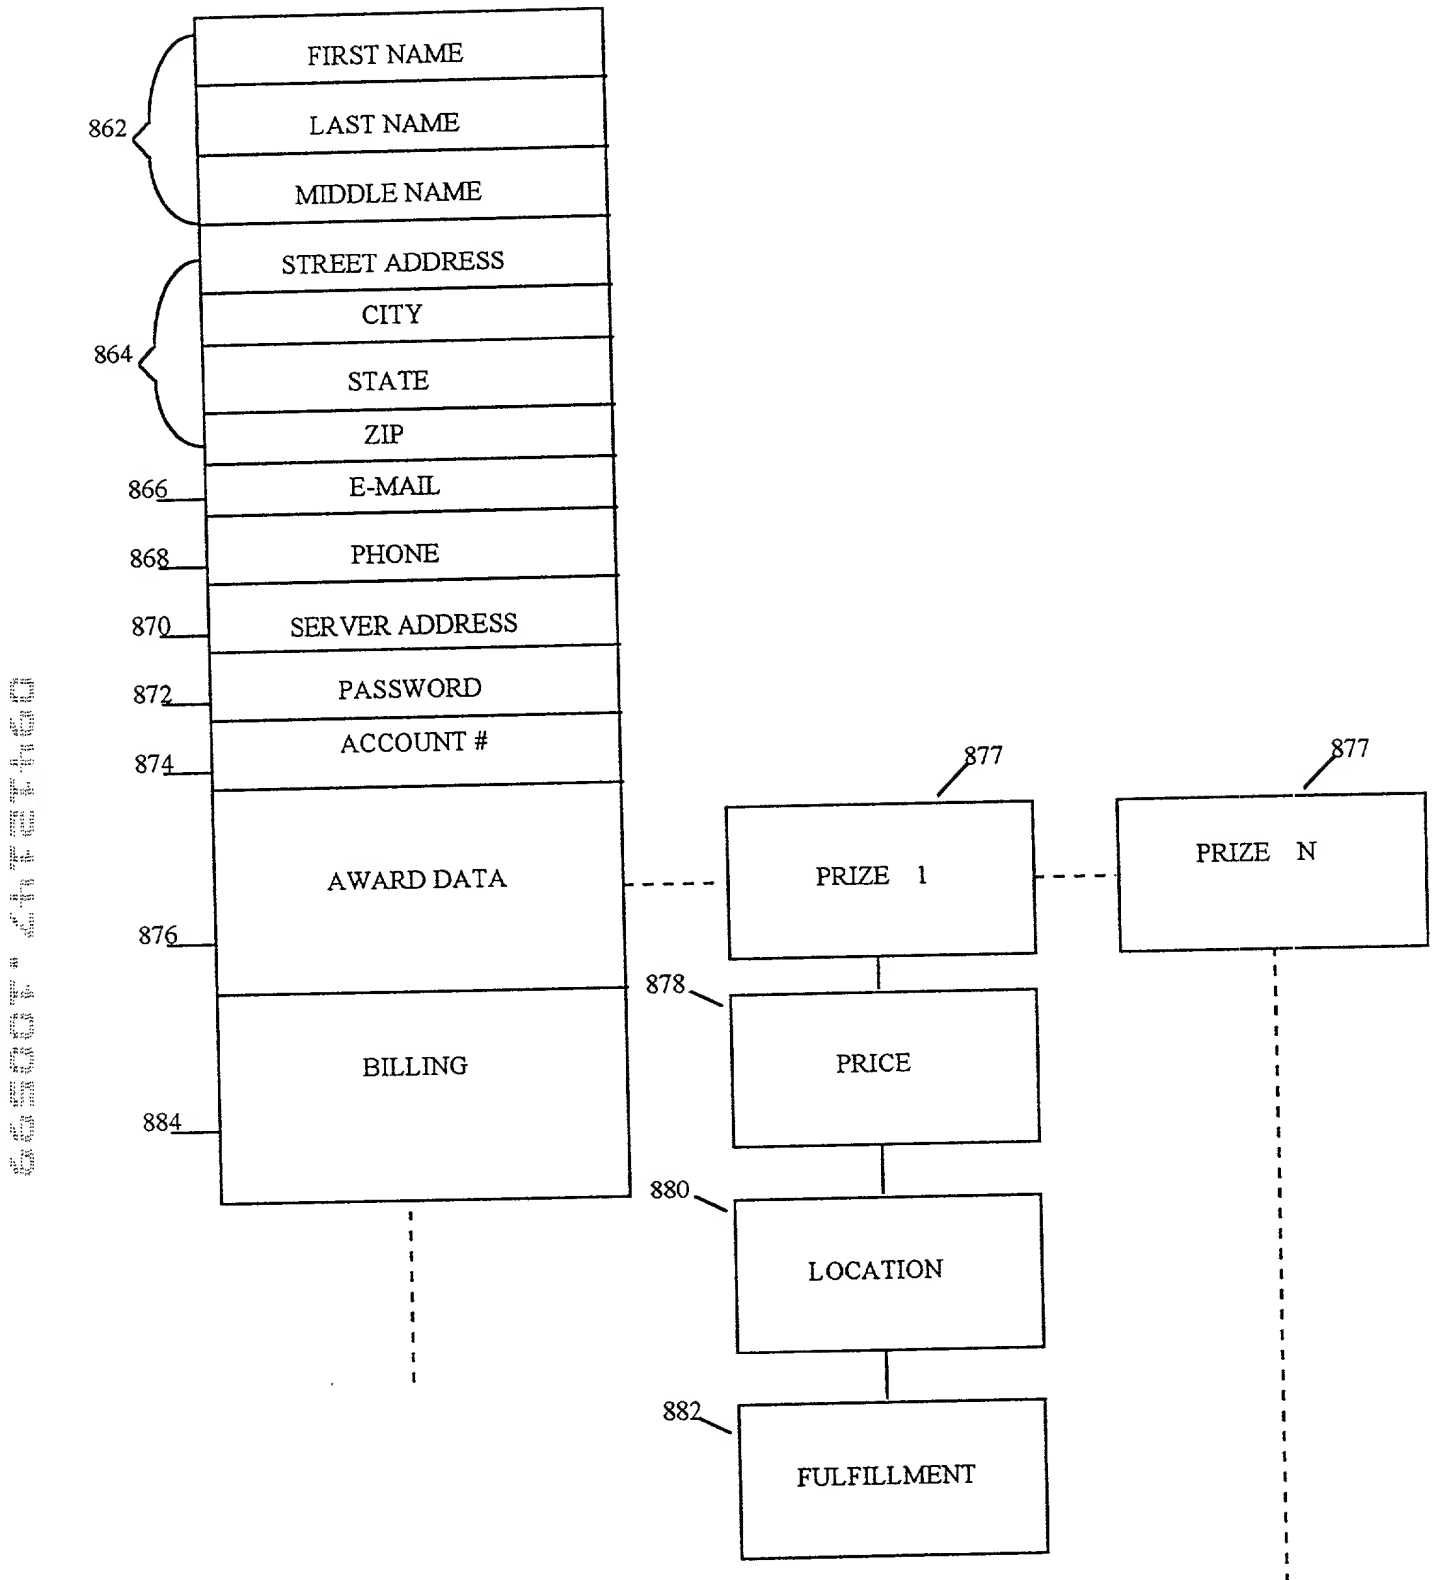 FIRST NAME
862
LAST NAME
MIDDLE NAME
STREET ADDRESS
CITY
864
STATE
ZIP
866
E-MAIL
868
PHONE
870
SERVER ADDRESS
872
PASSWORD
874
ACCOUNT #
876
AWARD DATA
884
BILLING
877
PRIZE 1
878
PRICE
880
LOCATION
882
FULFILLMENT
877
PRIZE N